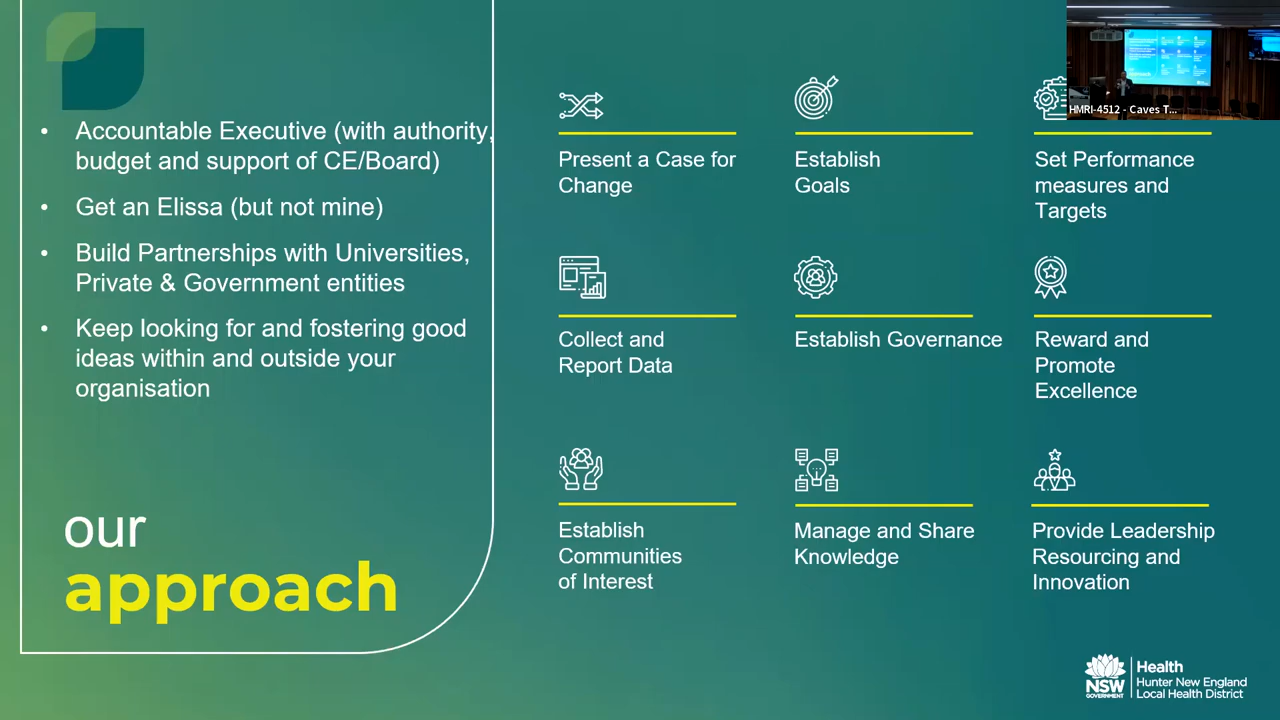 Accountable Executive (with authority,
budget and support of CE/Board)
Get an Elissa (but not mine)
Build Partnerships with Universities,
Private & Government entities
Keep looking for and fostering good
ideas within and outside your
organisation
our
approach
Present a Case for
Change
Establish
Goals
Set Performance
measures and
Targets
Collect and
Report Data
Establish Governance
Reward and
Promote
Excellence
Establish
Communities
of Interest
Manage and Share
Knowledge
Provide Leadership
Resourcing and
Innovation
HMRI-4512 - Caves T...
NSW
GOVERNMENT
Health
Hunter New England
Local Health District